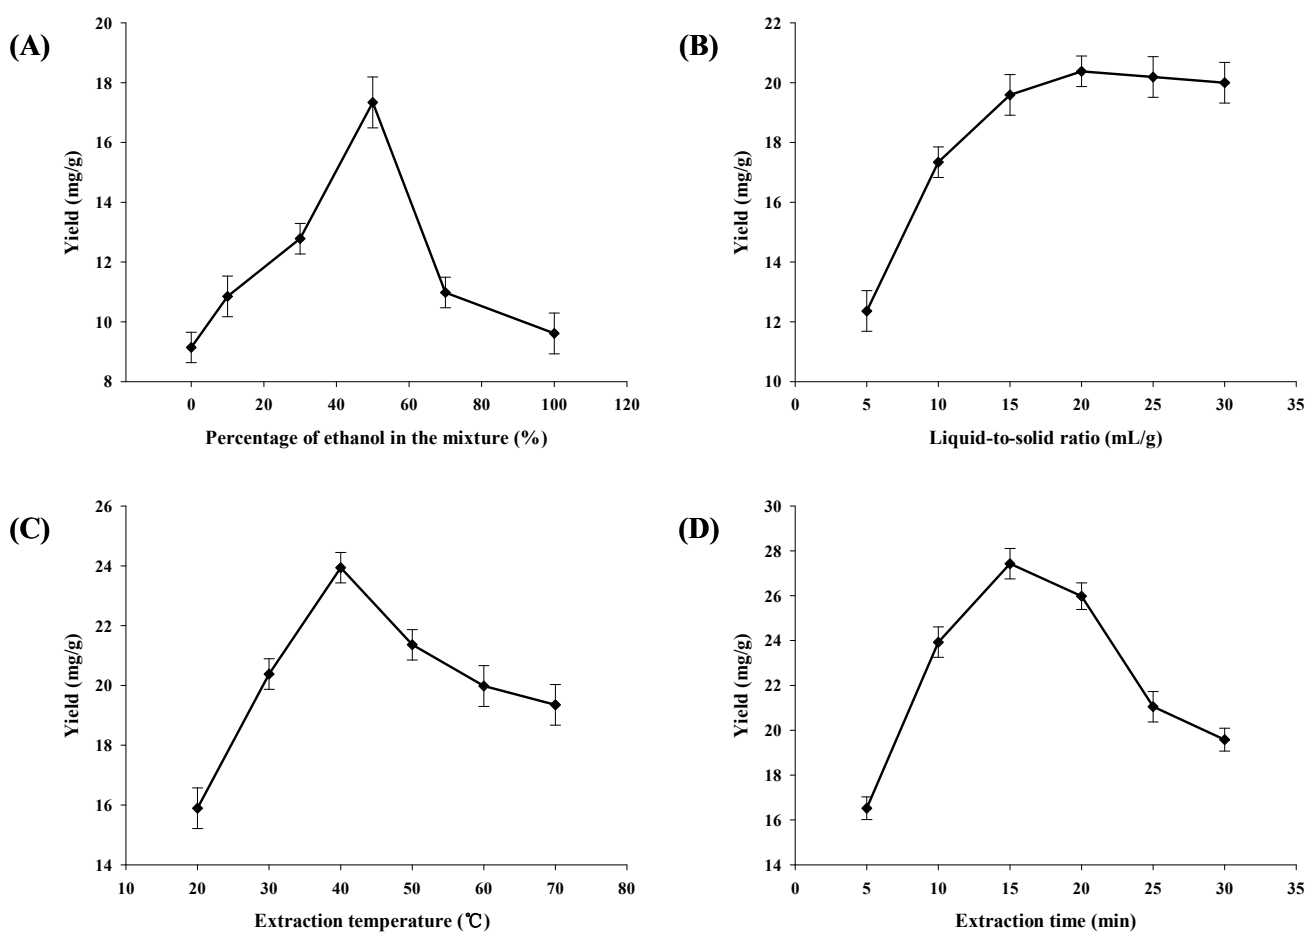 (A)
20
18
16
14
12
10
8
Yield (mg/g)
0 20 40 60 80 100 120
Percentage of ethanol in the mixture (%)
(B)
22
20
18
16
14
12
10
Yield (mg/g)
0 5 10 15 20 25 30 35
Liquid-to-solid ratio (mL/g)
(C)
26
24
22
20
18
16
14
Yield (mg/g)
10 20 30 40 50 60 70 80
Extraction temperature (℃)
(D)
30
28
26
24
22
20
18
16
14
Yield (mg/g)
0 5 10 15 20 25 30 35
Extraction time (min)